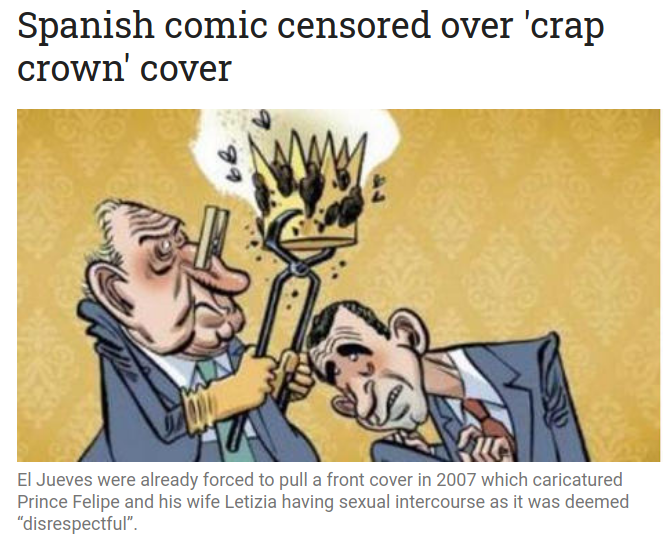 Spanish comic censored over 'crap
crown' cover
El Jueves were already forced to pull a front cover in 2007 which caricatured
Prince Felipe and his wife Letizia having sexual intercourse as it was deemed
“disrespectful”.